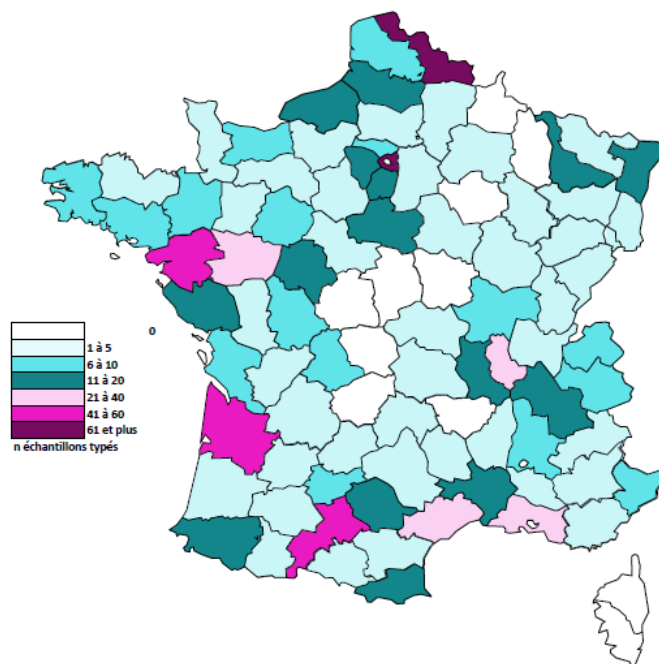 0
1 à 5
6 à 10
11 à 20
21 à 40
41 à 60
61 et plus
n échantillons typés